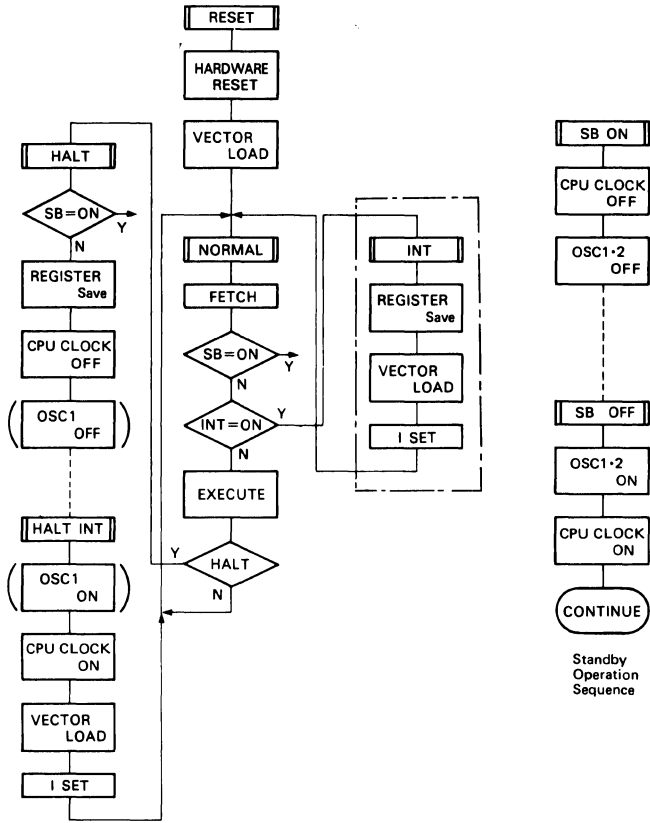 RESET
HARDWARE
RESET
VECTOR
LOAD
HALT
SB=ON
Y
N
REGISTER
Save
CPU CLOCK
OFF
OSC1
OFF
HALT INT
OSC1
ON
CPU CLOCK
ON
VECTOR
LOAD
I SET
NORMAL
FETCH
SB=ON
Y
N
INT=ON
Y
N
EXECUTE
Y
HALT
N
INT
REGISTER
Save
VECTOR
LOAD
I SET
SB ON
CPU CLOCK
OFF
OSC1·2
OFF
SB OFF
OSC1·2
ON
CPU CLOCK
ON
CONTINUE
Standby
Operation
Sequence